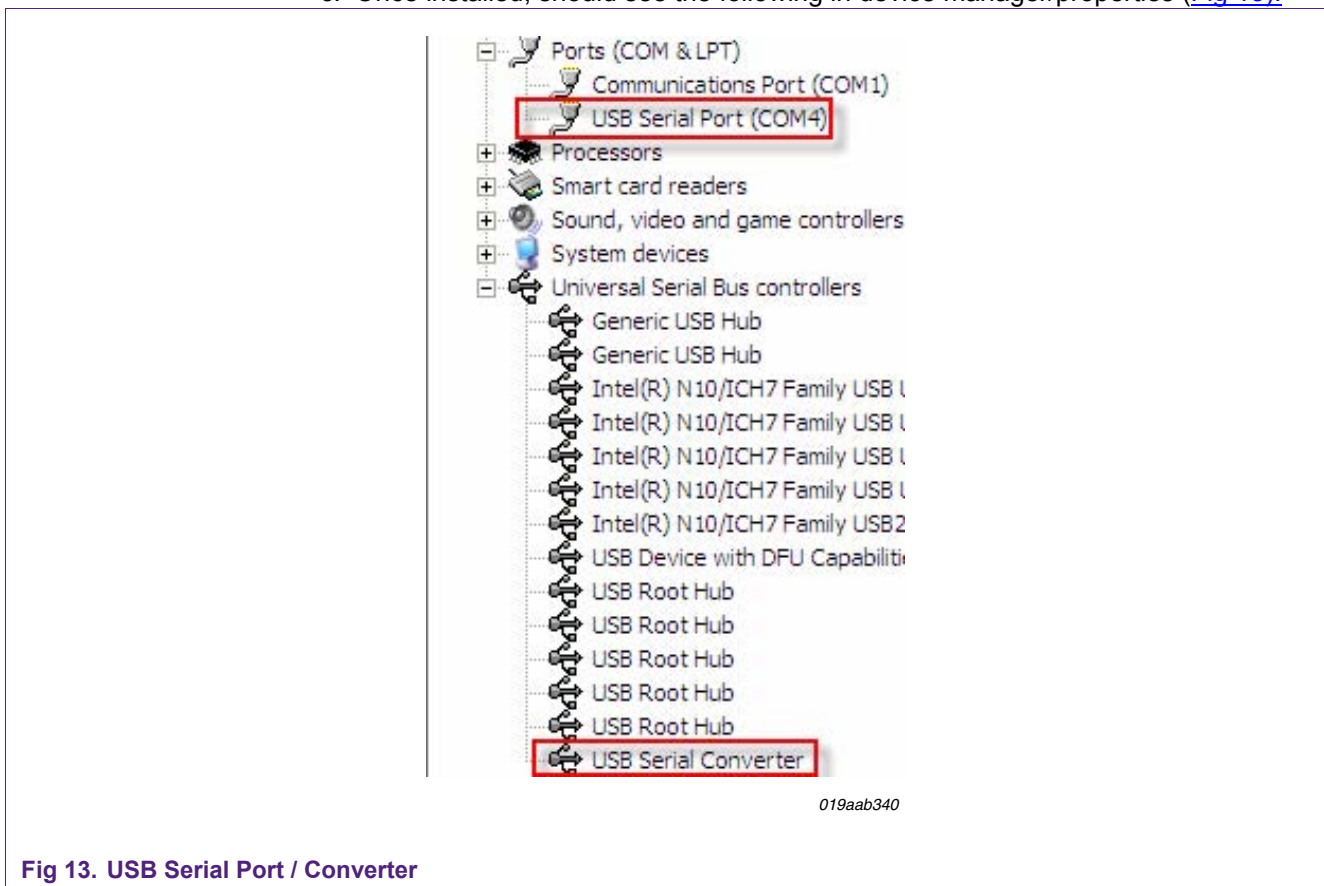 Ports (COM & LPT)
Communications Port (COM1)
USB Serial Port (COM4)
Processors
Smart card readers
Sound, video and game controllers
System devices
Universal Serial Bus controllers
Generic USB Hub
Generic USB Hub
Intel(R) N10/ICH7 Family USB
Intel(R) N10/ICH7 Family USB
Intel(R) N10/ICH7 Family USB
Intel(R) N10/ICH7 Family USB
Intel(R) N10/ICH7 Family USB2
USB Device with DFU
USB Root Hub
USB Root Hub
USB Root Hub
USB Root Hub
USB Root Hub
USB Serial Converter
019aab340
Fig 13. USB Serial Port / Converter